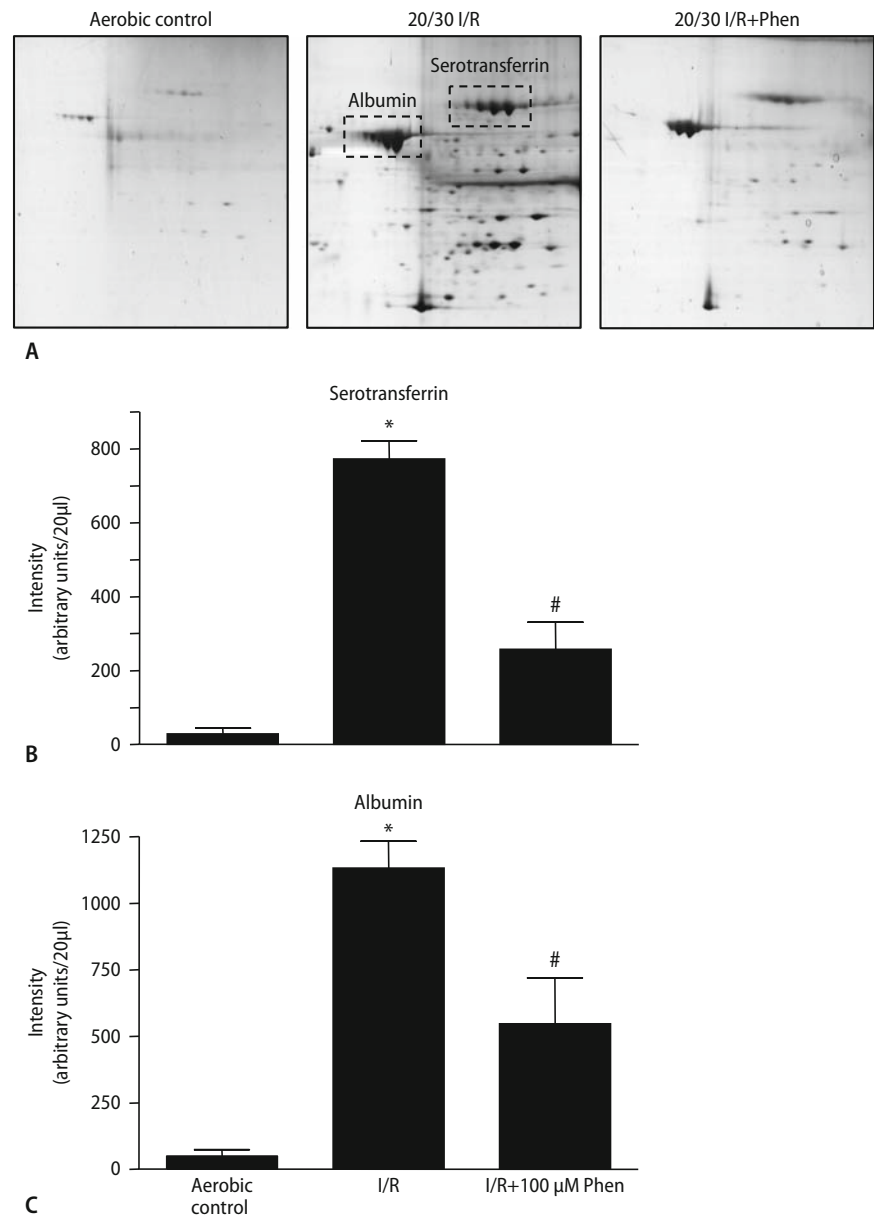 Aerobic control
20/30 I/R
20/30 I/R+Phen
Serotransferrin
Albumin
A
Serotransferrin
Intensity
(arbitrary units/20µl)
800
600
400
200
0
*
#
B
Albumin
Intensity
(arbitrary units/20µl)
1250
1000
750
500
250
0
*
#
Aerobic
control
I/R
I/R+100 µM Phen
C